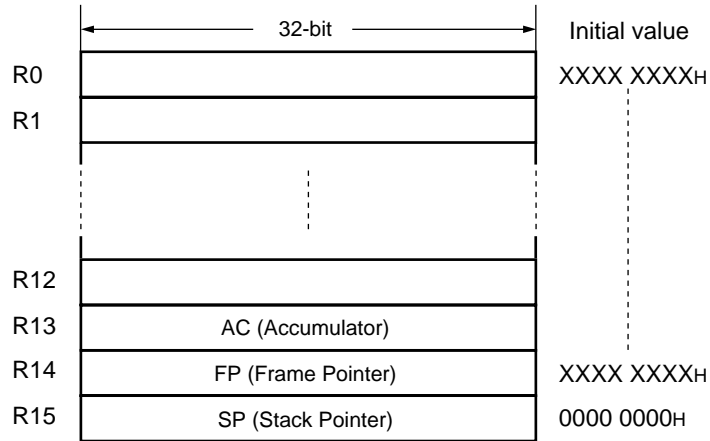 32-bit
Initial value
R0 XXXX XXXXH
R1
R12
R13 AC (Accumulator)
R14 FP (Frame Pointer) XXXX XXXXH
R15 SP (Stack Pointer) 0000 0000H